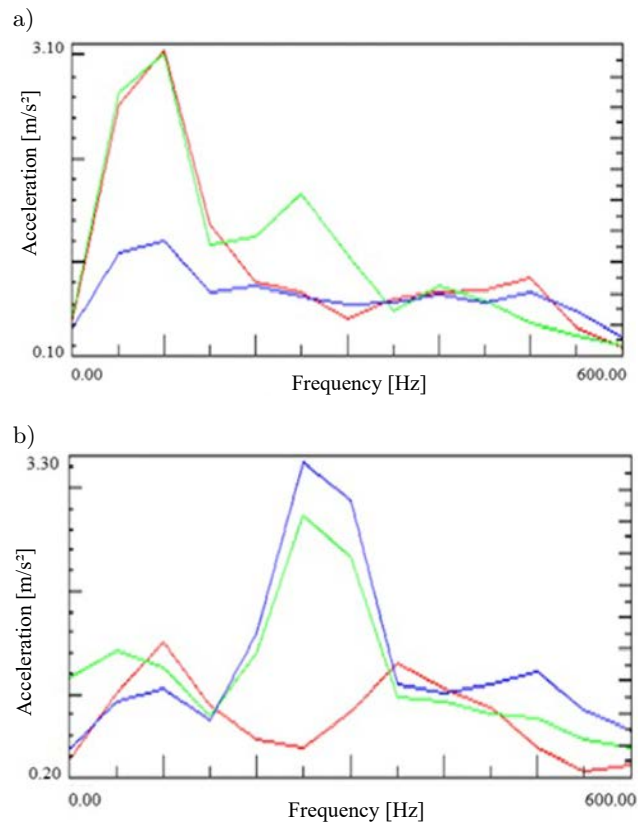 a)
3.10
Acceleration [m/s²]
0.10
0.00
Frequency [Hz]
600.00
b)
3.30
Acceleration [m/s²]
0.20
0.00
Frequency [Hz]
600.00